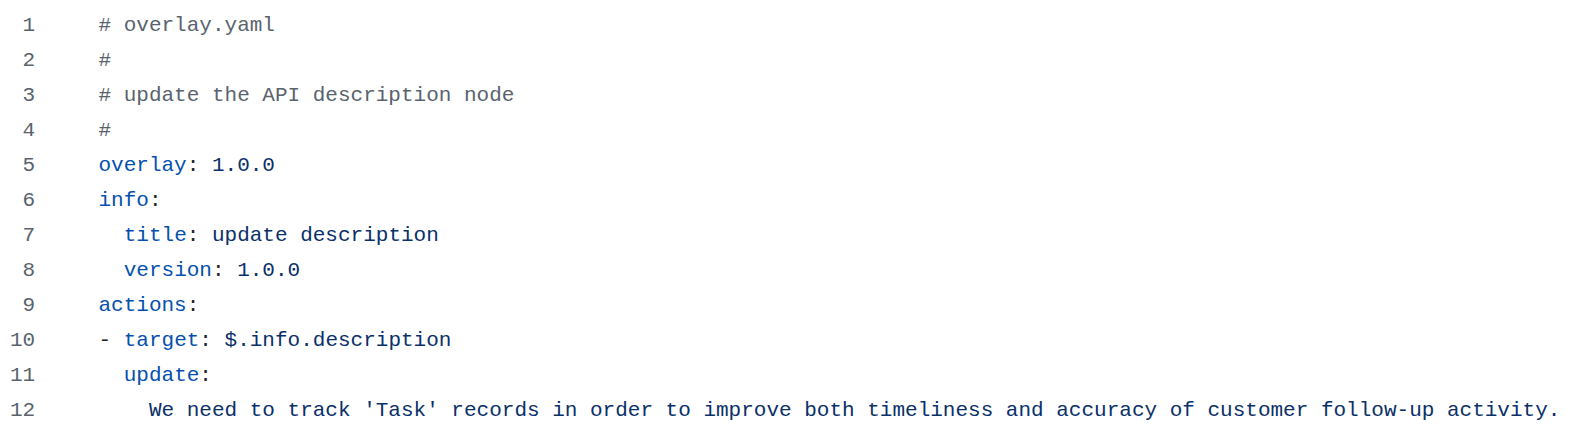 1 # overlay.yaml
2 #
3 # update the API description node
4 #
5 overlay: 1.0.0
6 info:
7   title: update description
8   version: 1.0.0
9 actions:
10 - target: $.info.description
11   update:
12     We need to track 'Task' records in order to improve both timeliness and accuracy of customer follow-up activity.